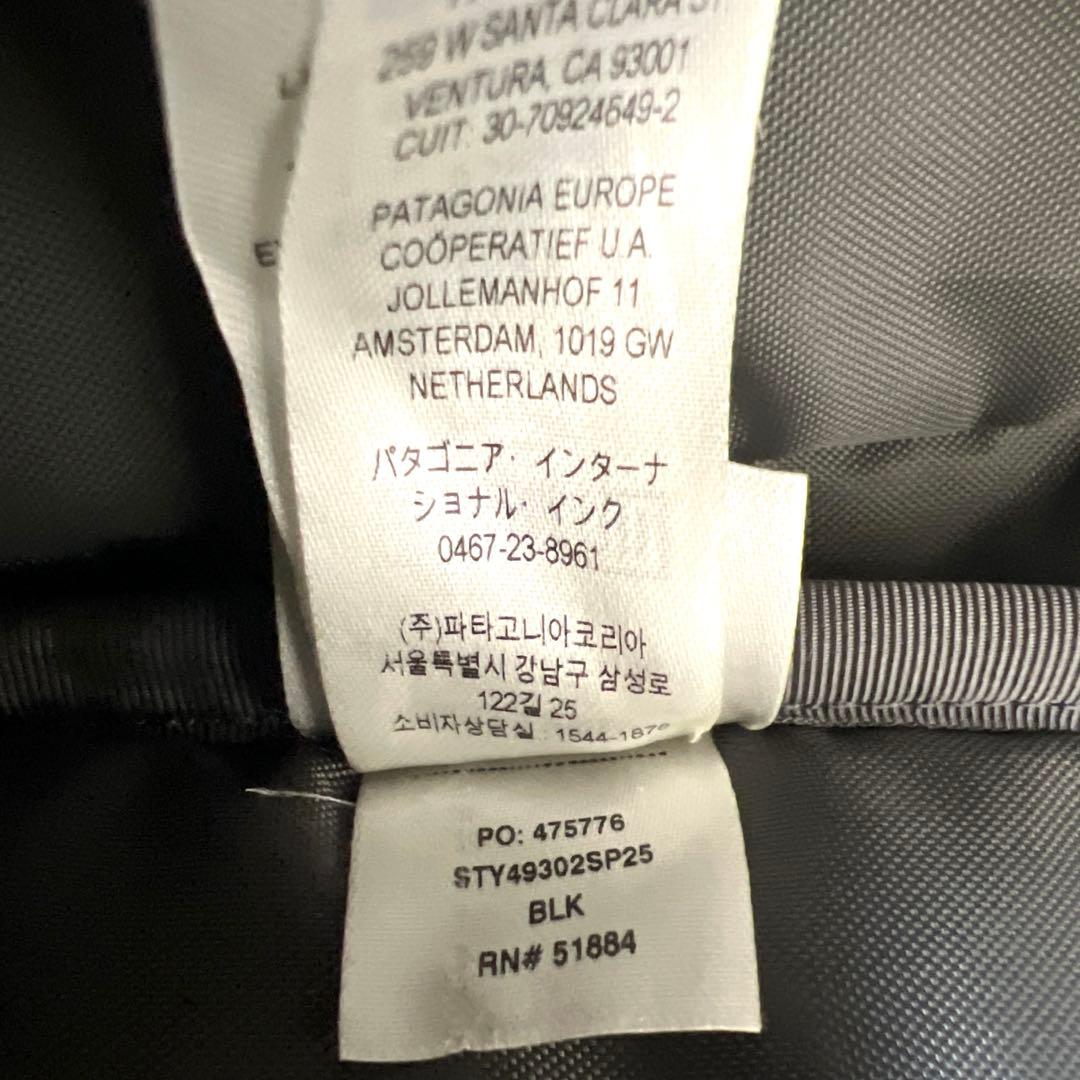 259 W SANTA CLARA ST
VENTURA, CA 93001
CUIT: 30-70924649-2
PATAGONIA EUROPE
COÖPERATIEF U.A.
JOLLEMANHOF 11
AMSTERDAM, 1019 GW
NETHERLANDS
パタゴニア・インターナ
ショナル・インク
0467-23-8961
(주)파타고니아코리아
서울특별시 강남구 삼성로
122길 25
소비자상담실 :
PO: 475776
STY49302SP25
BLK
RN# 51884